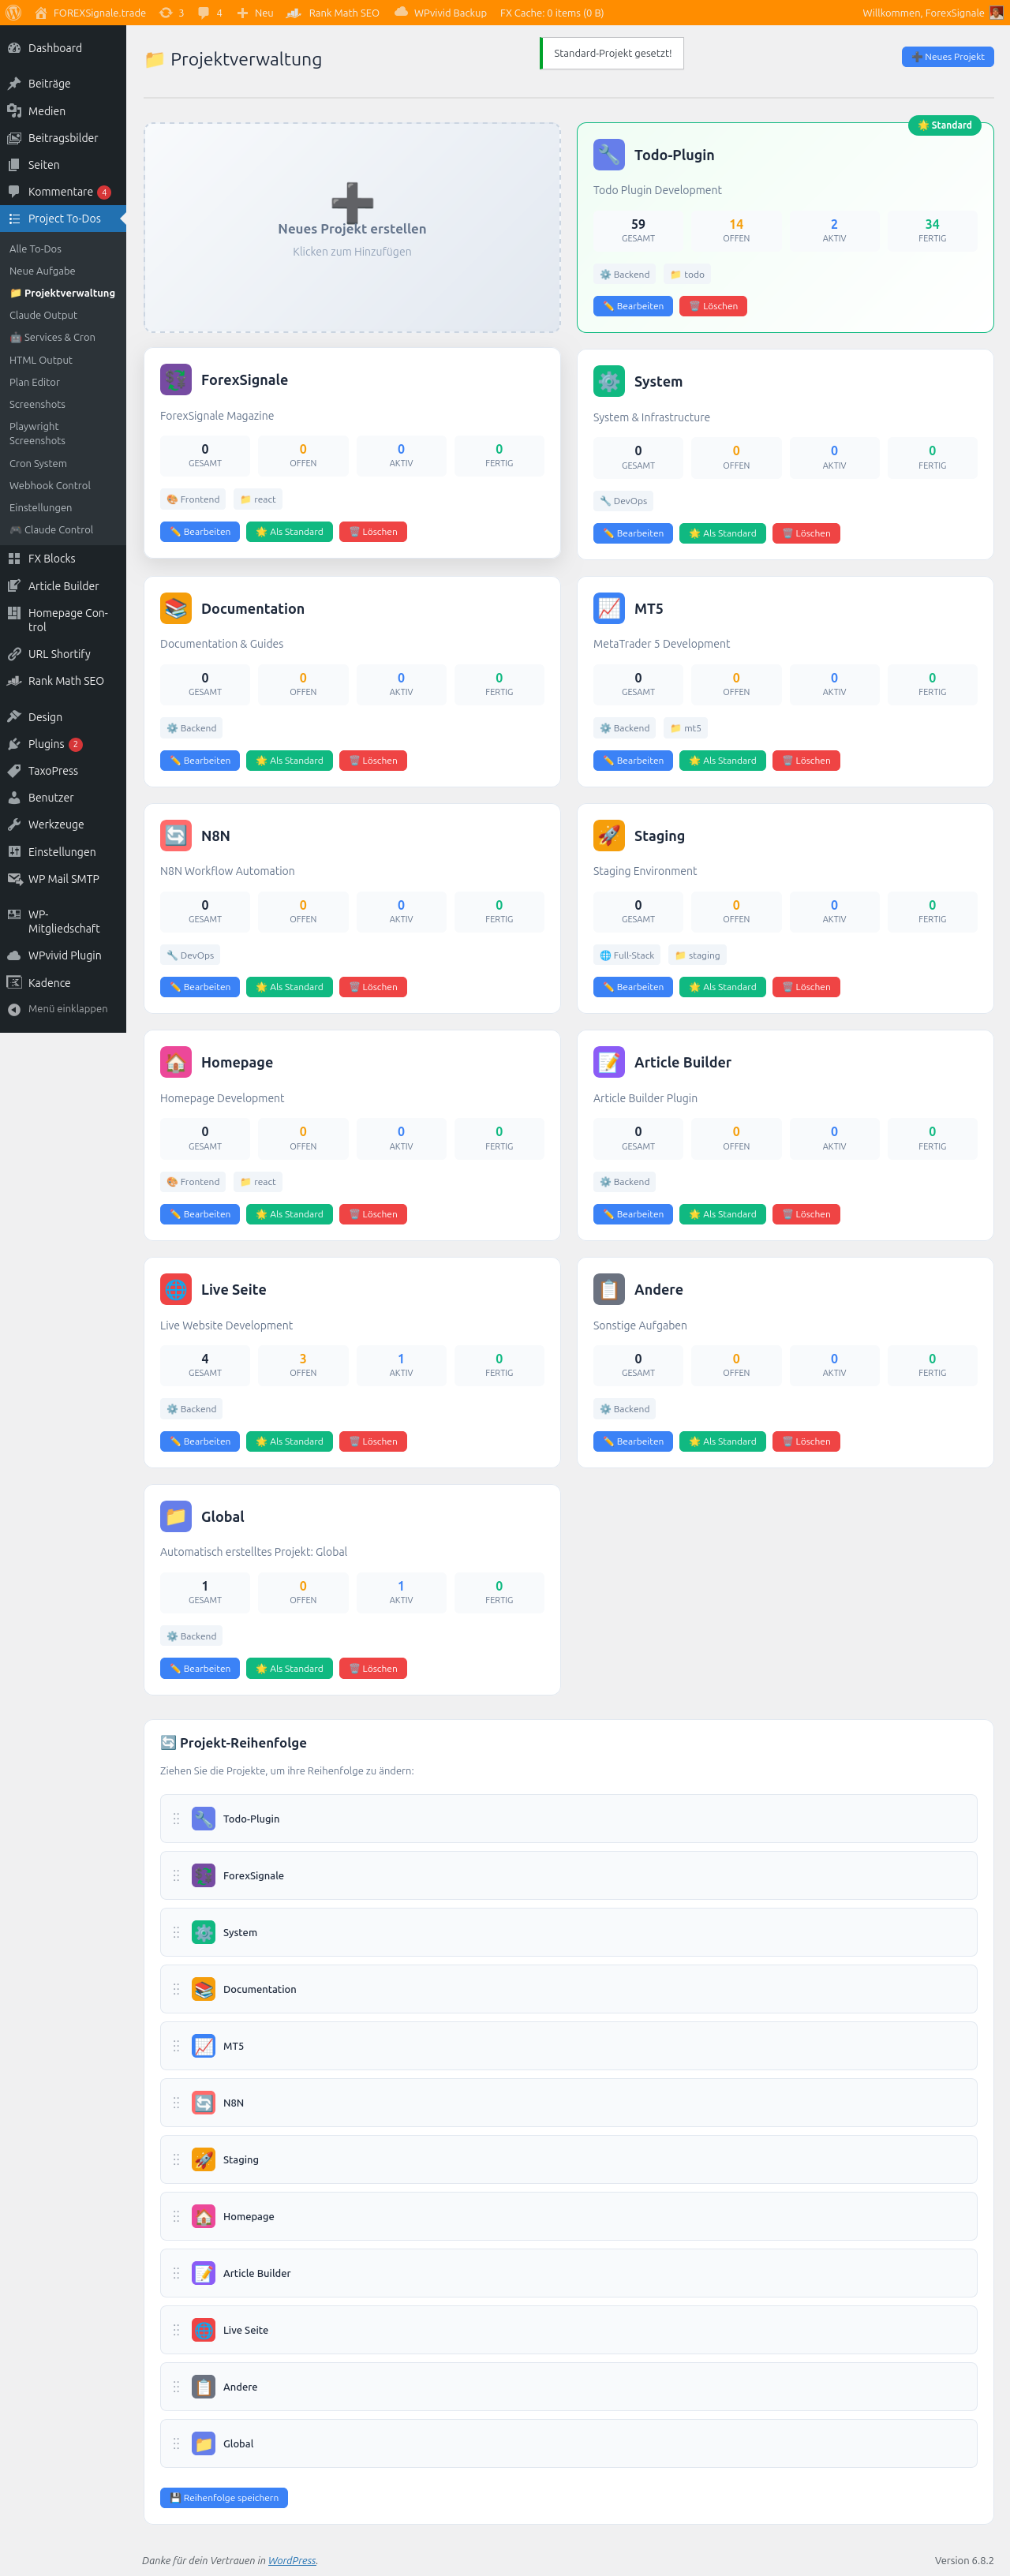 FOREXSignale.trade 3 4 Neu Rank Math SEO WPvivid Backup FX Cache: 0 items (0 B) Willkommen, ForexSignale
Dashboard
Beiträge
Medien
Beitragsbilder
Seiten
Kommentare 4
Project To-Dos
Alle To-Dos
Neue Aufgabe
Projektverwaltung
Claude Output
Services & Cron
HTML Output
Plan Editor
Screenshots
Playwright
Screenshots
Cron System
Webhook Control
Einstellungen
Claude Control
FX Blocks
Article Builder
Homepage Con-
trol
URL Shortify
Rank Math SEO
Design
Plugins 2
TaxoPress
Benutzer
Werkzeuge
Einstellungen
WP Mail SMTP
WP-
Mitgliedschaft
WPvivid Plugin
Kadence
Menü einklappen
Projektverwaltung
Standard-Projekt gesetzt!
Neues Projekt
Neues Projekt erstellen
Klicken zum Hinzufügen
Standard
Todo-Plugin
Todo Plugin Development
59 14 2 34
GESAMT OFFEN AKTIV FERTIG
Backend todo
Bearbeiten Löschen
ForexSignale
ForexSignale Magazine
0 0 0 0
GESAMT OFFEN AKTIV FERTIG
Frontend react
Bearbeiten Als Standard Löschen
System
System & Infrastructure
0 0 0 0
GESAMT OFFEN AKTIV FERTIG
DevOps
Bearbeiten Als Standard Löschen
Documentation
Documentation & Guides
0 0 0 0
GESAMT OFFEN AKTIV FERTIG
Backend
Bearbeiten Als Standard Löschen
MT5
MetaTrader 5 Development
0 0 0 0
GESAMT OFFEN AKTIV FERTIG
Backend mt5
Bearbeiten Als Standard Löschen
N8N
N8N Workflow Automation
0 0 0 0
GESAMT OFFEN AKTIV FERTIG
DevOps
Bearbeiten Als Standard Löschen
Staging
Staging Environment
0 0 0 0
GESAMT OFFEN AKTIV FERTIG
Full-Stack staging
Bearbeiten Als Standard Löschen
Homepage
Homepage Development
0 0 0 0
GESAMT OFFEN AKTIV FERTIG
Frontend react
Bearbeiten Als Standard Löschen
Article Builder
Article Builder Plugin
0 0 0 0
GESAMT OFFEN AKTIV FERTIG
Backend
Bearbeiten Als Standard Löschen
Live Seite
Live Website Development
4 3 1 0
GESAMT OFFEN AKTIV FERTIG
Backend
Bearbeiten Als Standard Löschen
Andere
Sonstige Aufgaben
0 0 0 0
GESAMT OFFEN AKTIV FERTIG
Backend
Bearbeiten Als Standard Löschen
Global
Automatisch erstelltes Projekt: Global
1 0 1 0
GESAMT OFFEN AKTIV FERTIG
Backend
Bearbeiten Als Standard Löschen
Projekt-Reihenfolge
Ziehen Sie die Projekte, um ihre Reihenfolge zu ändern:
Todo-Plugin
ForexSignale
System
Documentation
MT5
N8N
Staging
Homepage
Article Builder
Live Seite
Andere
Global
Reihenfolge speichern
Danke für dein Vertrauen in WordPress.
Version 6.8.2